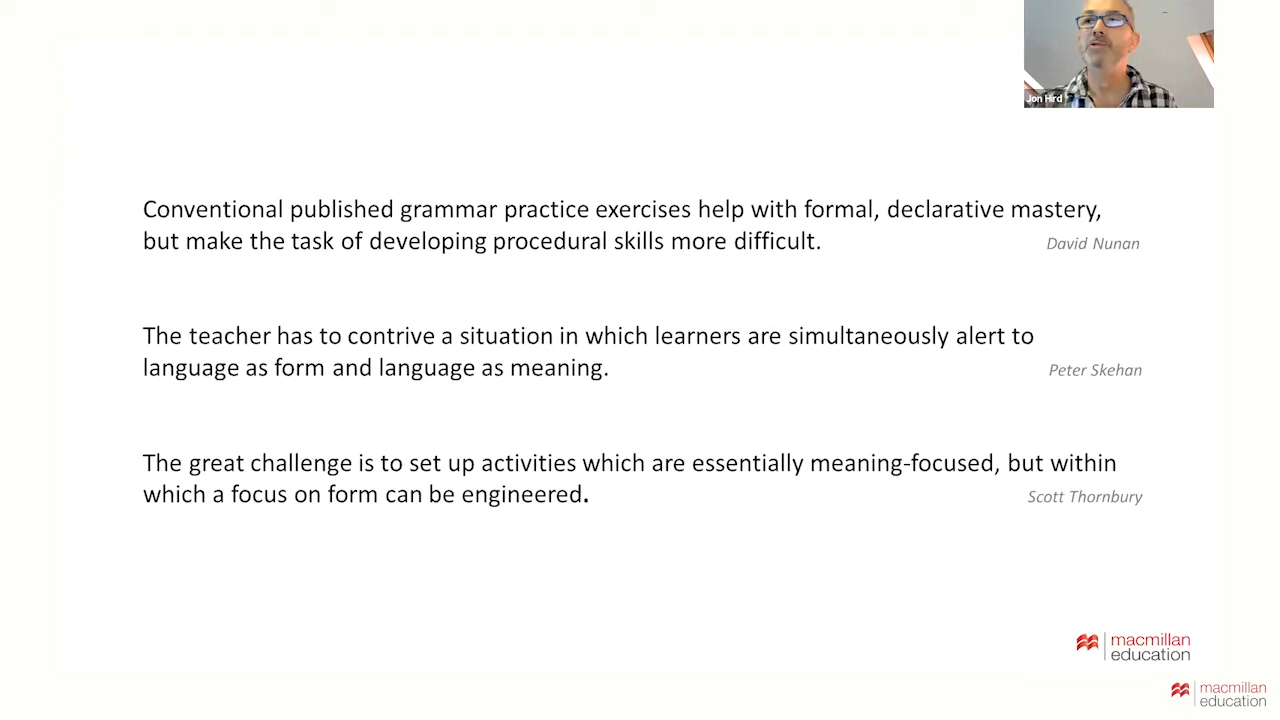 Jon Hird
Conventional published grammar practice exercises help with formal, declarative mastery,
but make the task of developing procedural skills more difficult.
David Nunan
The teacher has to contrive a situation in which learners are simultaneously alert to
language as form and language as meaning.
Peter Skehan
The great challenge is to set up activities which are essentially meaning-focused, but within
which a focus on form can be engineered.
Scott Thornbury
macmillan
education
macmillan
education